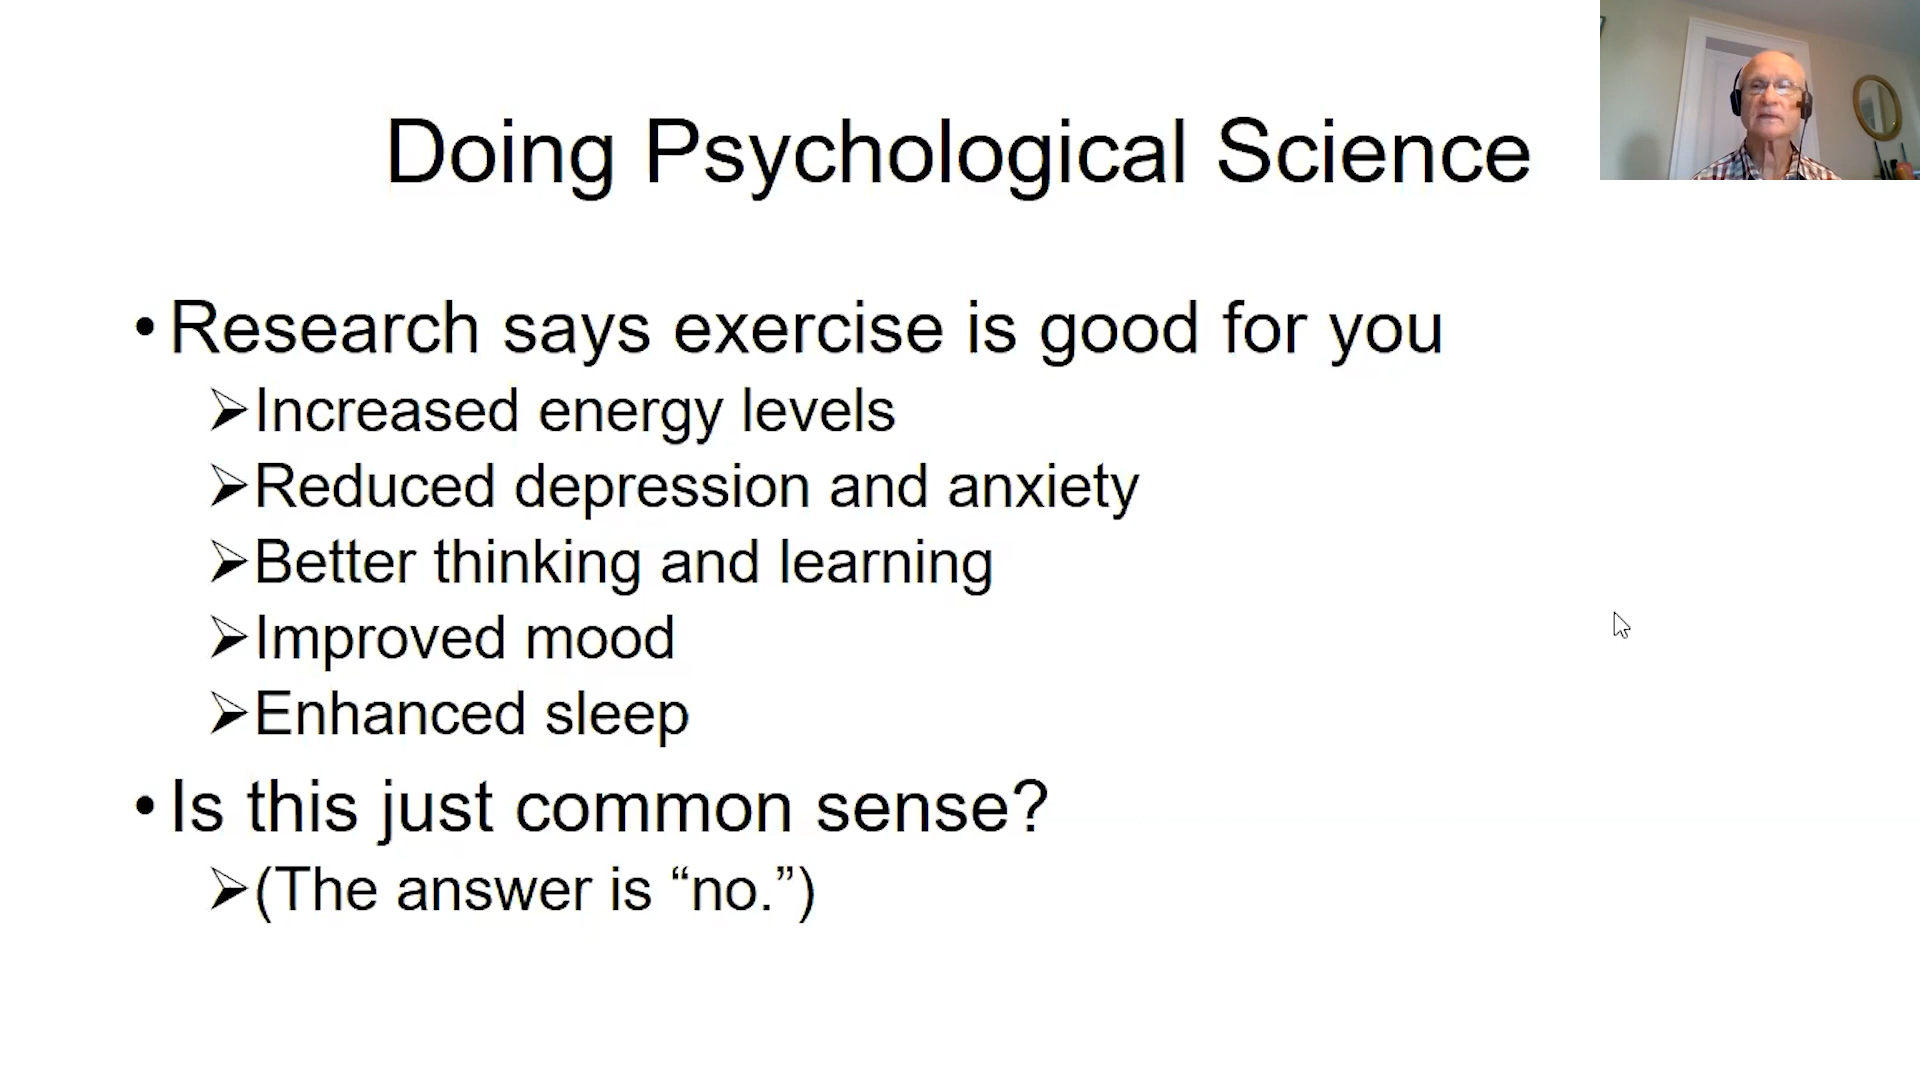 Doing Psychological Science
• Research says exercise is good for you
➢Increased energy levels
➢Reduced depression and anxiety
➢Better thinking and learning
➢Improved mood
➢Enhanced sleep
• Is this just common sense?
➢(The answer is “no.”)